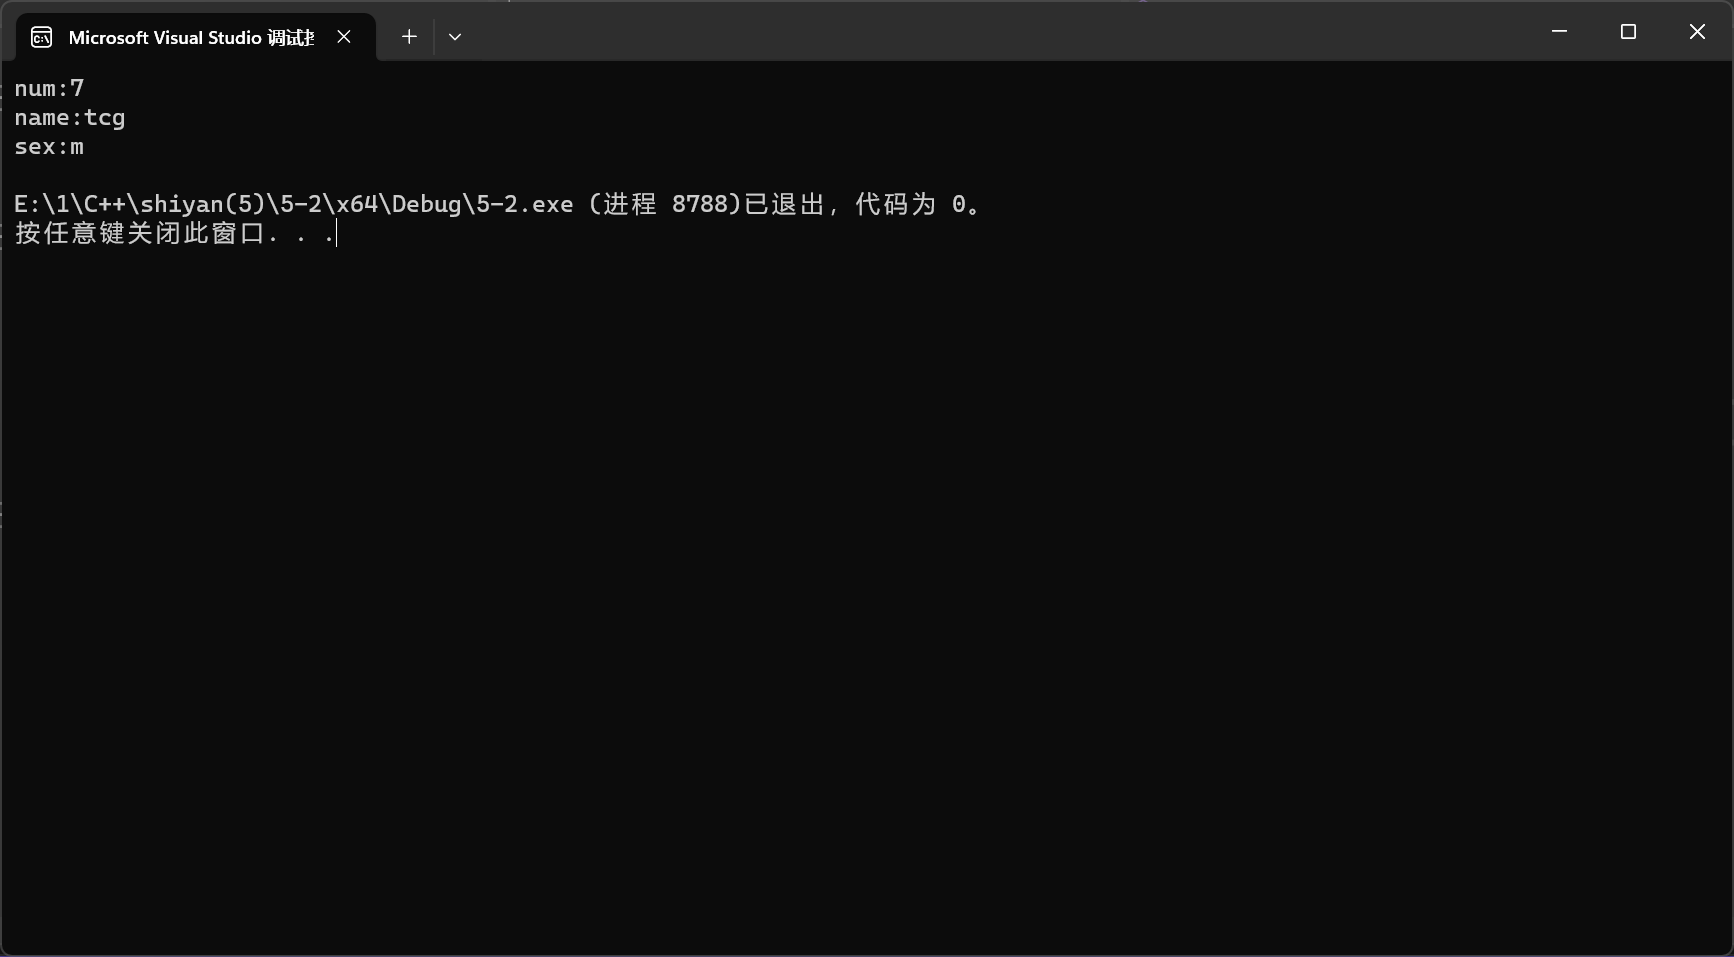 Microsoft Visual Studio 调试
num:7
name:tcg
sex:m
E:\1\C++\shiyan(5)\5-2\x64\Debug\5-2.exe (进程 8788)已退出，代码为 0。
按任意键关闭此窗口. . .